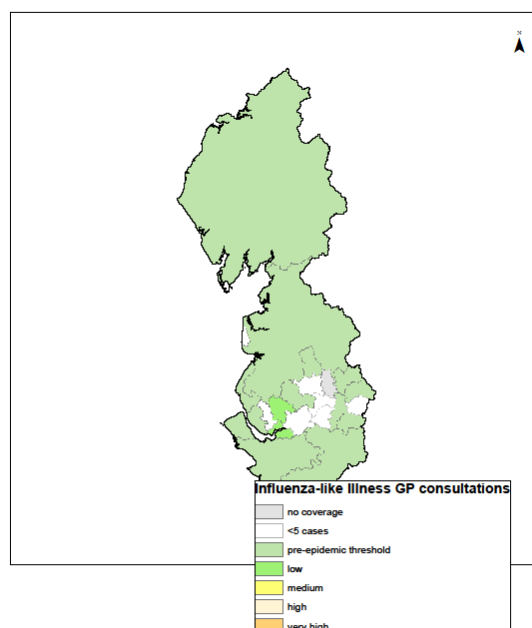 N
Influenza-like Illness GP consultations
no coverage
<5 cases
pre-epidemic threshold
low
medium
high
very high